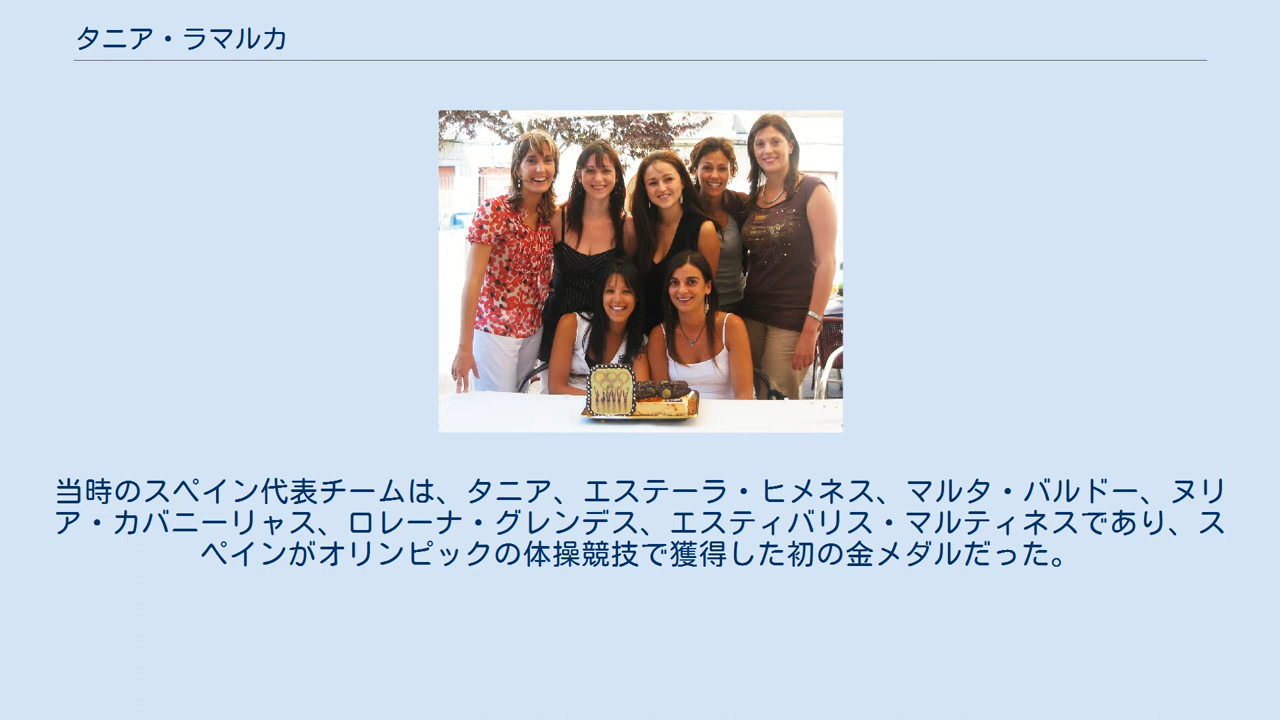 タニア・ラマルカ
当時のスペイン代表チームは、タニア、エステーラ・ヒメネス、マルタ・バルドー、ヌリ
ア・カバニーリャス、ロレーナ・グレンデス、エスティバリス・マルティネスであり、ス
ペインがオリンピックの体操競技で獲得した初の金メダルだった。